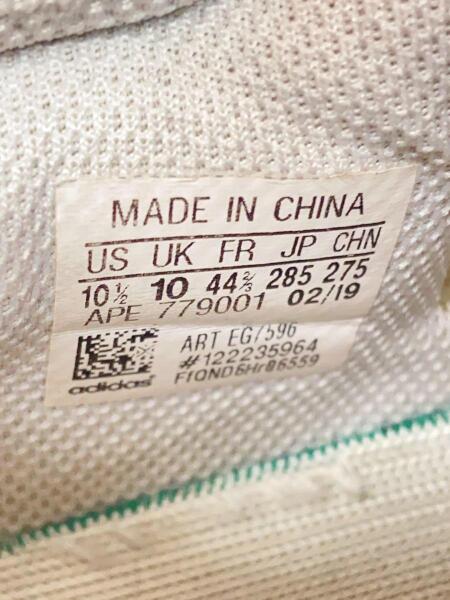 MADE IN CHINA
US UK FR JP CHN
10½ 10 44⅔ 285 275
APE 779001 02/19
ART EG7596
#122235964
adidas